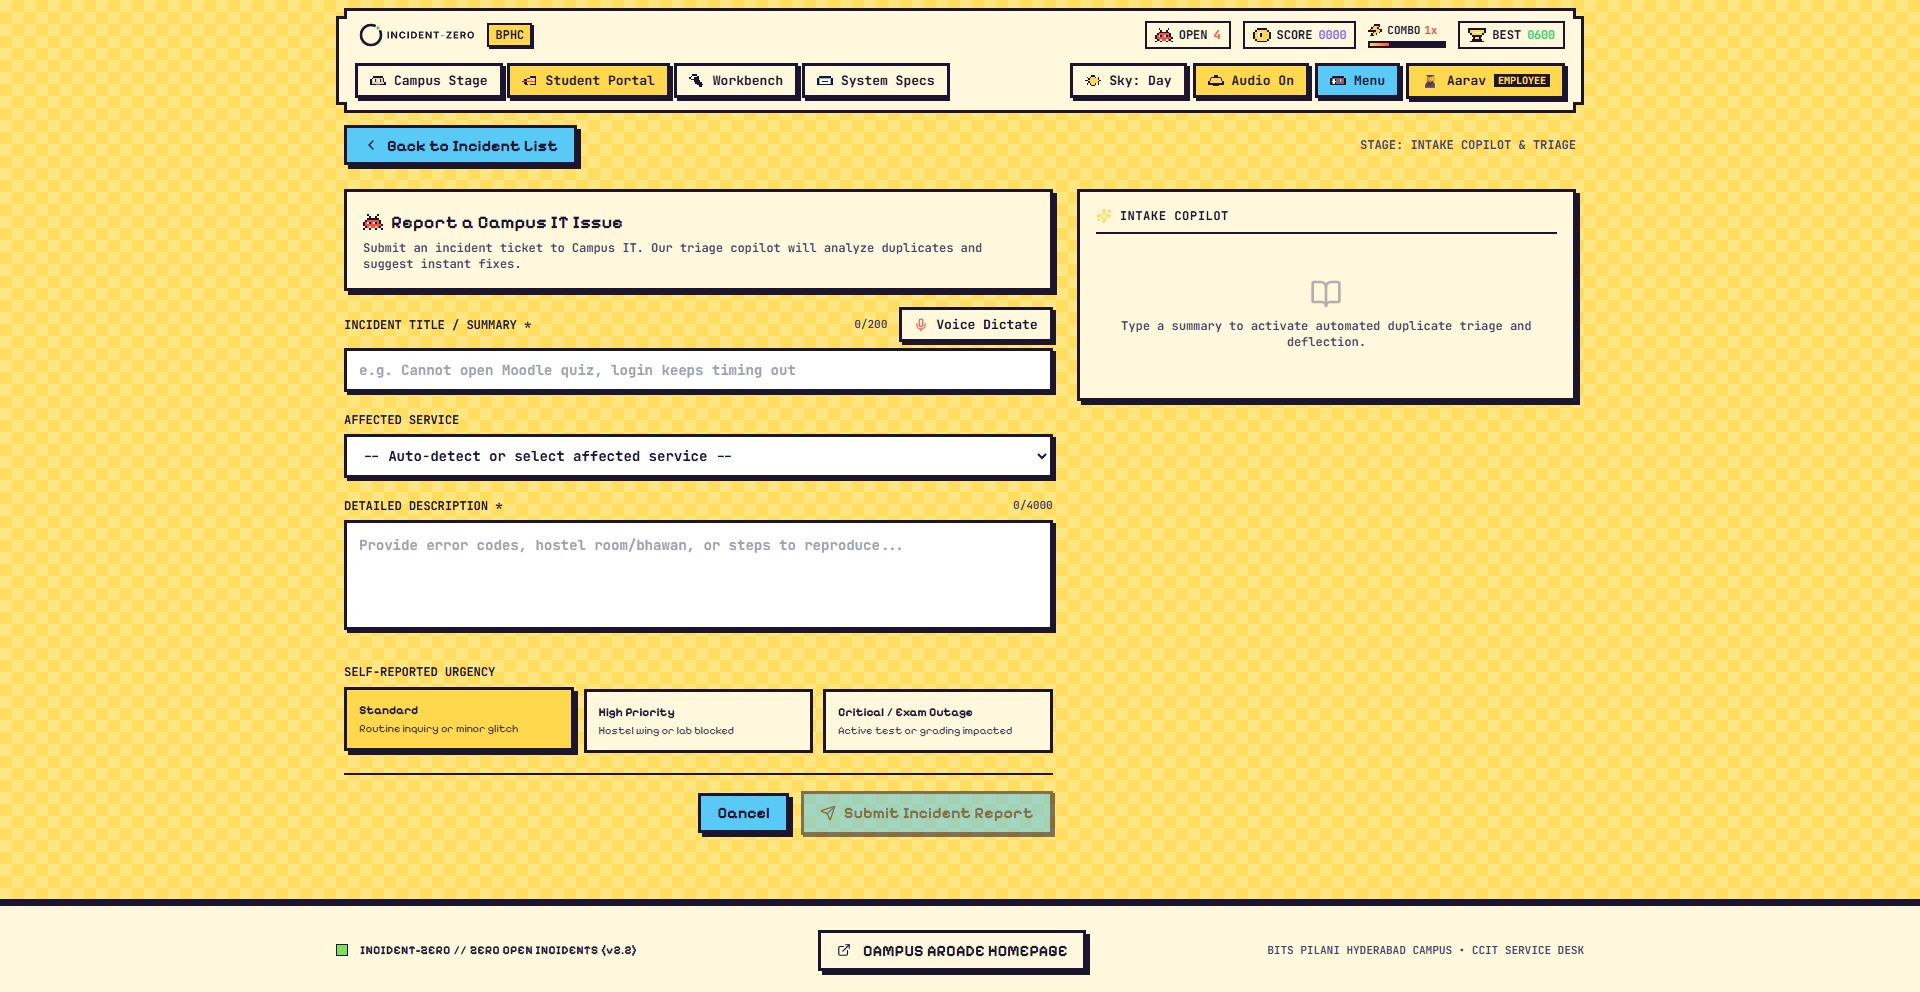 INCIDENT-ZERO BPHC OPEN 4 SCORE 0000 COMBO 1x BEST 0600
Campus Stage Student Portal Workbench System Specs Sky: Day Audio On Menu Aarav EMPLOYEE
Back to Incident List STAGE: INTAKE COPILOT & TRIAGE
Report a Campus IT Issue
Submit an incident ticket to Campus IT. Our triage copilot will analyze duplicates and
suggest instant fixes.
INTAKE COPILOT
Type a summary to activate automated duplicate triage and
deflection.
INCIDENT TITLE / SUMMARY * 0/200 Voice Dictate
e.g. Cannot open Moodle quiz, login keeps timing out
AFFECTED SERVICE
-- Auto-detect or select affected service --
DETAILED DESCRIPTION * 0/4000
Provide error codes, hostel room/bhawan, or steps to reproduce...
SELF-REPORTED URGENCY
Standard
Routine inquiry or minor glitch
High Priority
Hostel wing or lab blocked
Critical / Exam Outage
Active test or grading impacted
Cancel Submit Incident Report
INCIDENT-ZERO // ZERO OPEN INCIDENTS (v2.2) CAMPUS ARCADE HOMEPAGE BITS PILANI HYDERABAD CAMPUS • CCIT SERVICE DESK